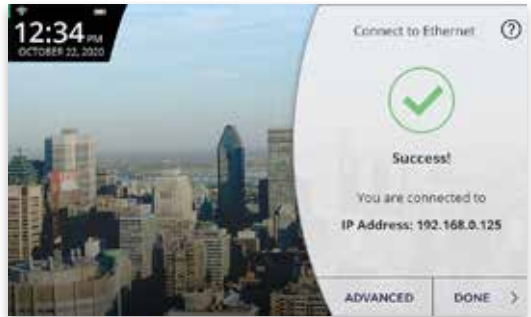 12:34 PM
OCTOBER 22, 2020
Connect to Ethernet ?
Success!
You are connected to
IP Address: 192.168.0.125
ADVANCED DONE >